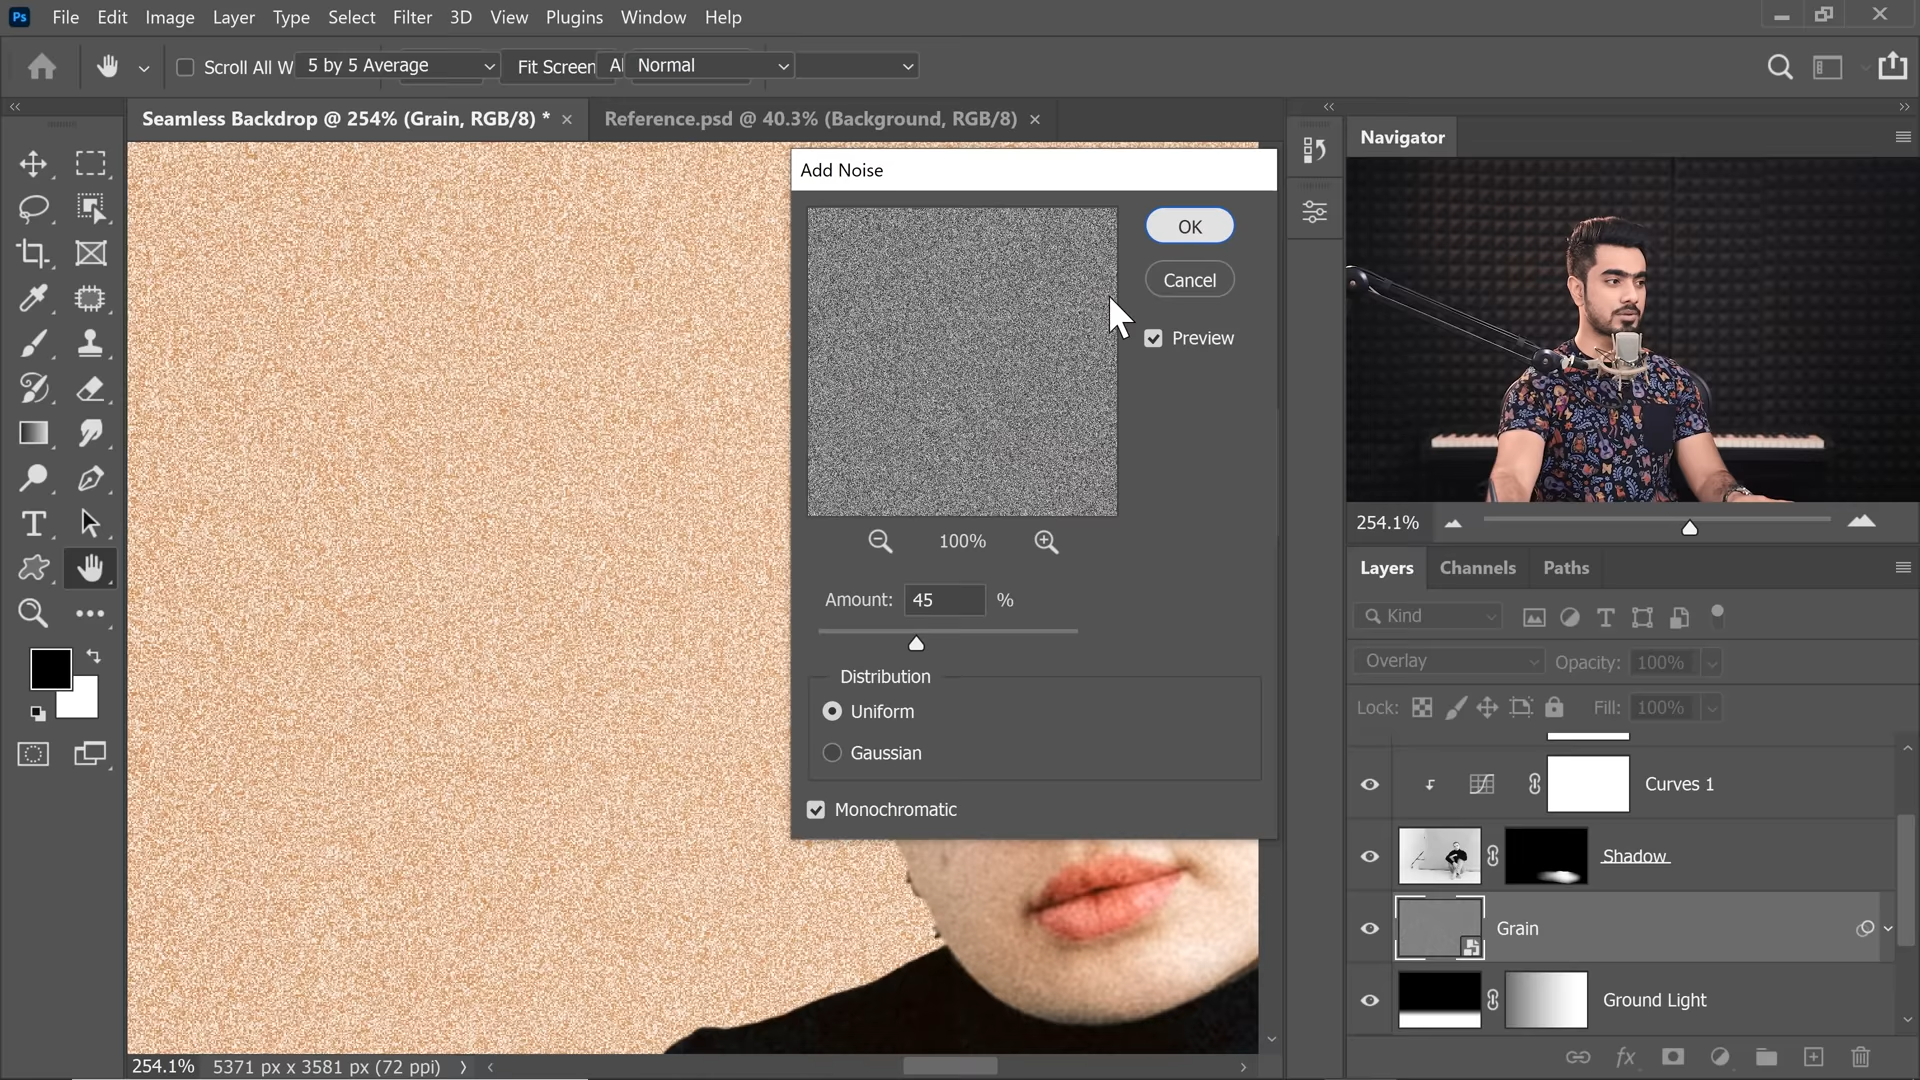 Ps File Edit Image Layer Type Select Filter 3D View Plugins Window Help
Scroll All W 5 by 5 Average Fit Screen Al Normal
Seamless Backdrop @ 254% (Grain, RGB/8) * × Reference.psd @ 40.3% (Background, RGB/8) ×
Navigator
Add Noise
OK
Cancel
Preview
100%
254.1%
Layers Channels Paths
Amount: 45 %
Kind
Overlay Opacity: 100%
Distribution
Lock: Fill: 100%
Uniform
Gaussian
Curves 1
Monochromatic
Shadow
Grain
Ground Light
254.1% 5371 px x 3581 px (72 ppi)
fx